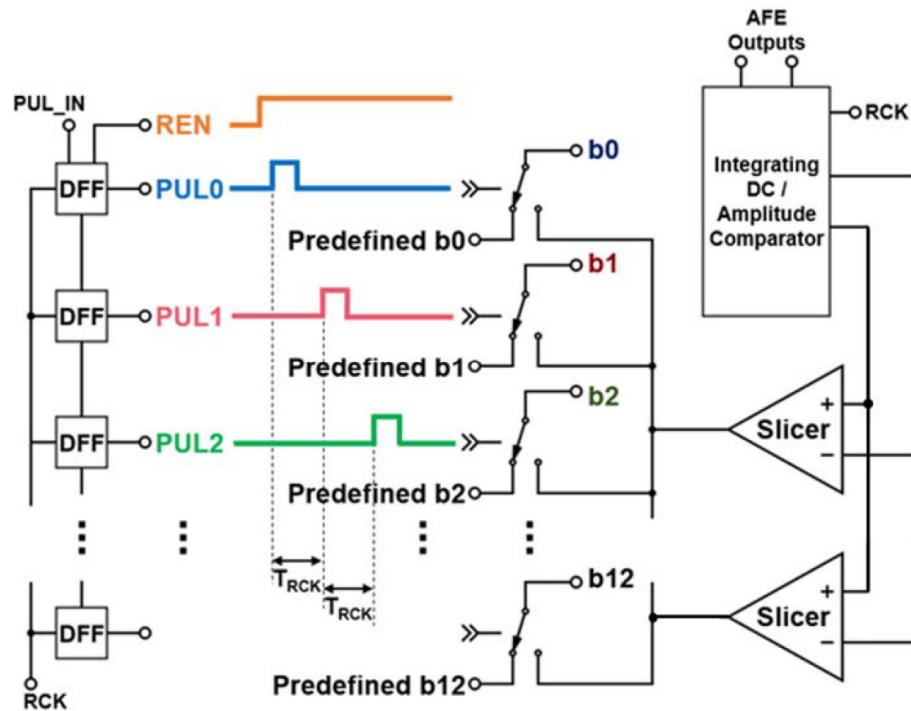 AFE
Outputs
PUL_IN
REN
RCK
b0
Integrating
DC /
Amplitude
Comparator
DFF
PUL0
Predefined b0
b1
DFF
PUL1
Predefined b1
b2
DFF
PUL2
+
Slicer
−
Predefined b2
TRCK
TRCK
b12
DFF
+
Slicer
−
Predefined b12
RCK